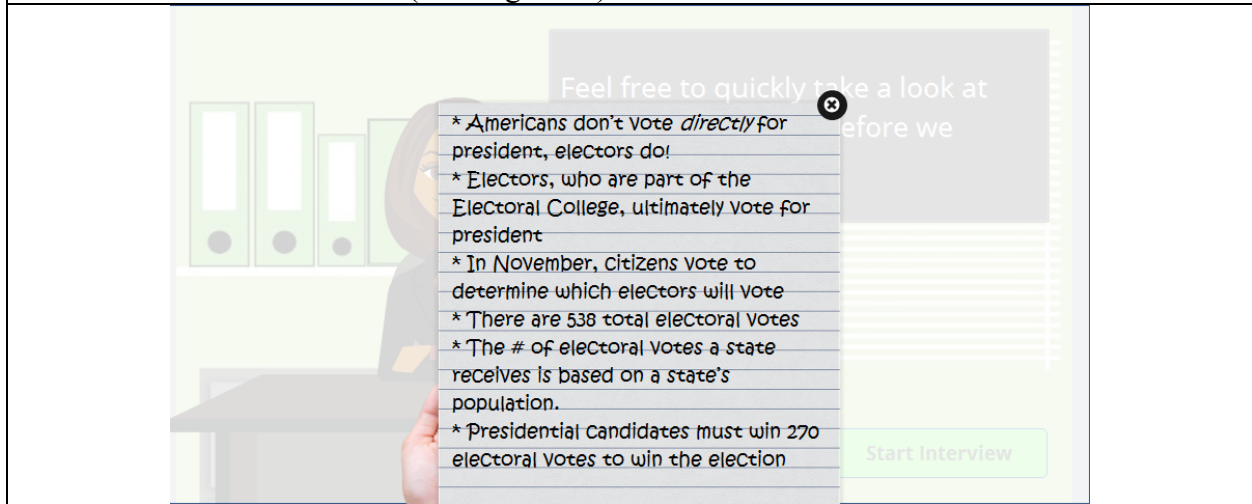 Feel free to quickly take a look at
efore we
* Americans don't vote directly for
president, electors do!
* Electors, who are part of the
Electoral College, ultimately vote for
president
* In November, citizens vote to
determine which electors will vote
* There are 538 total electoral votes
* The # of electoral votes a state
receives is based on a state's
population.
* Presidential candidates must win 270
electoral votes to win the election
Start Interview